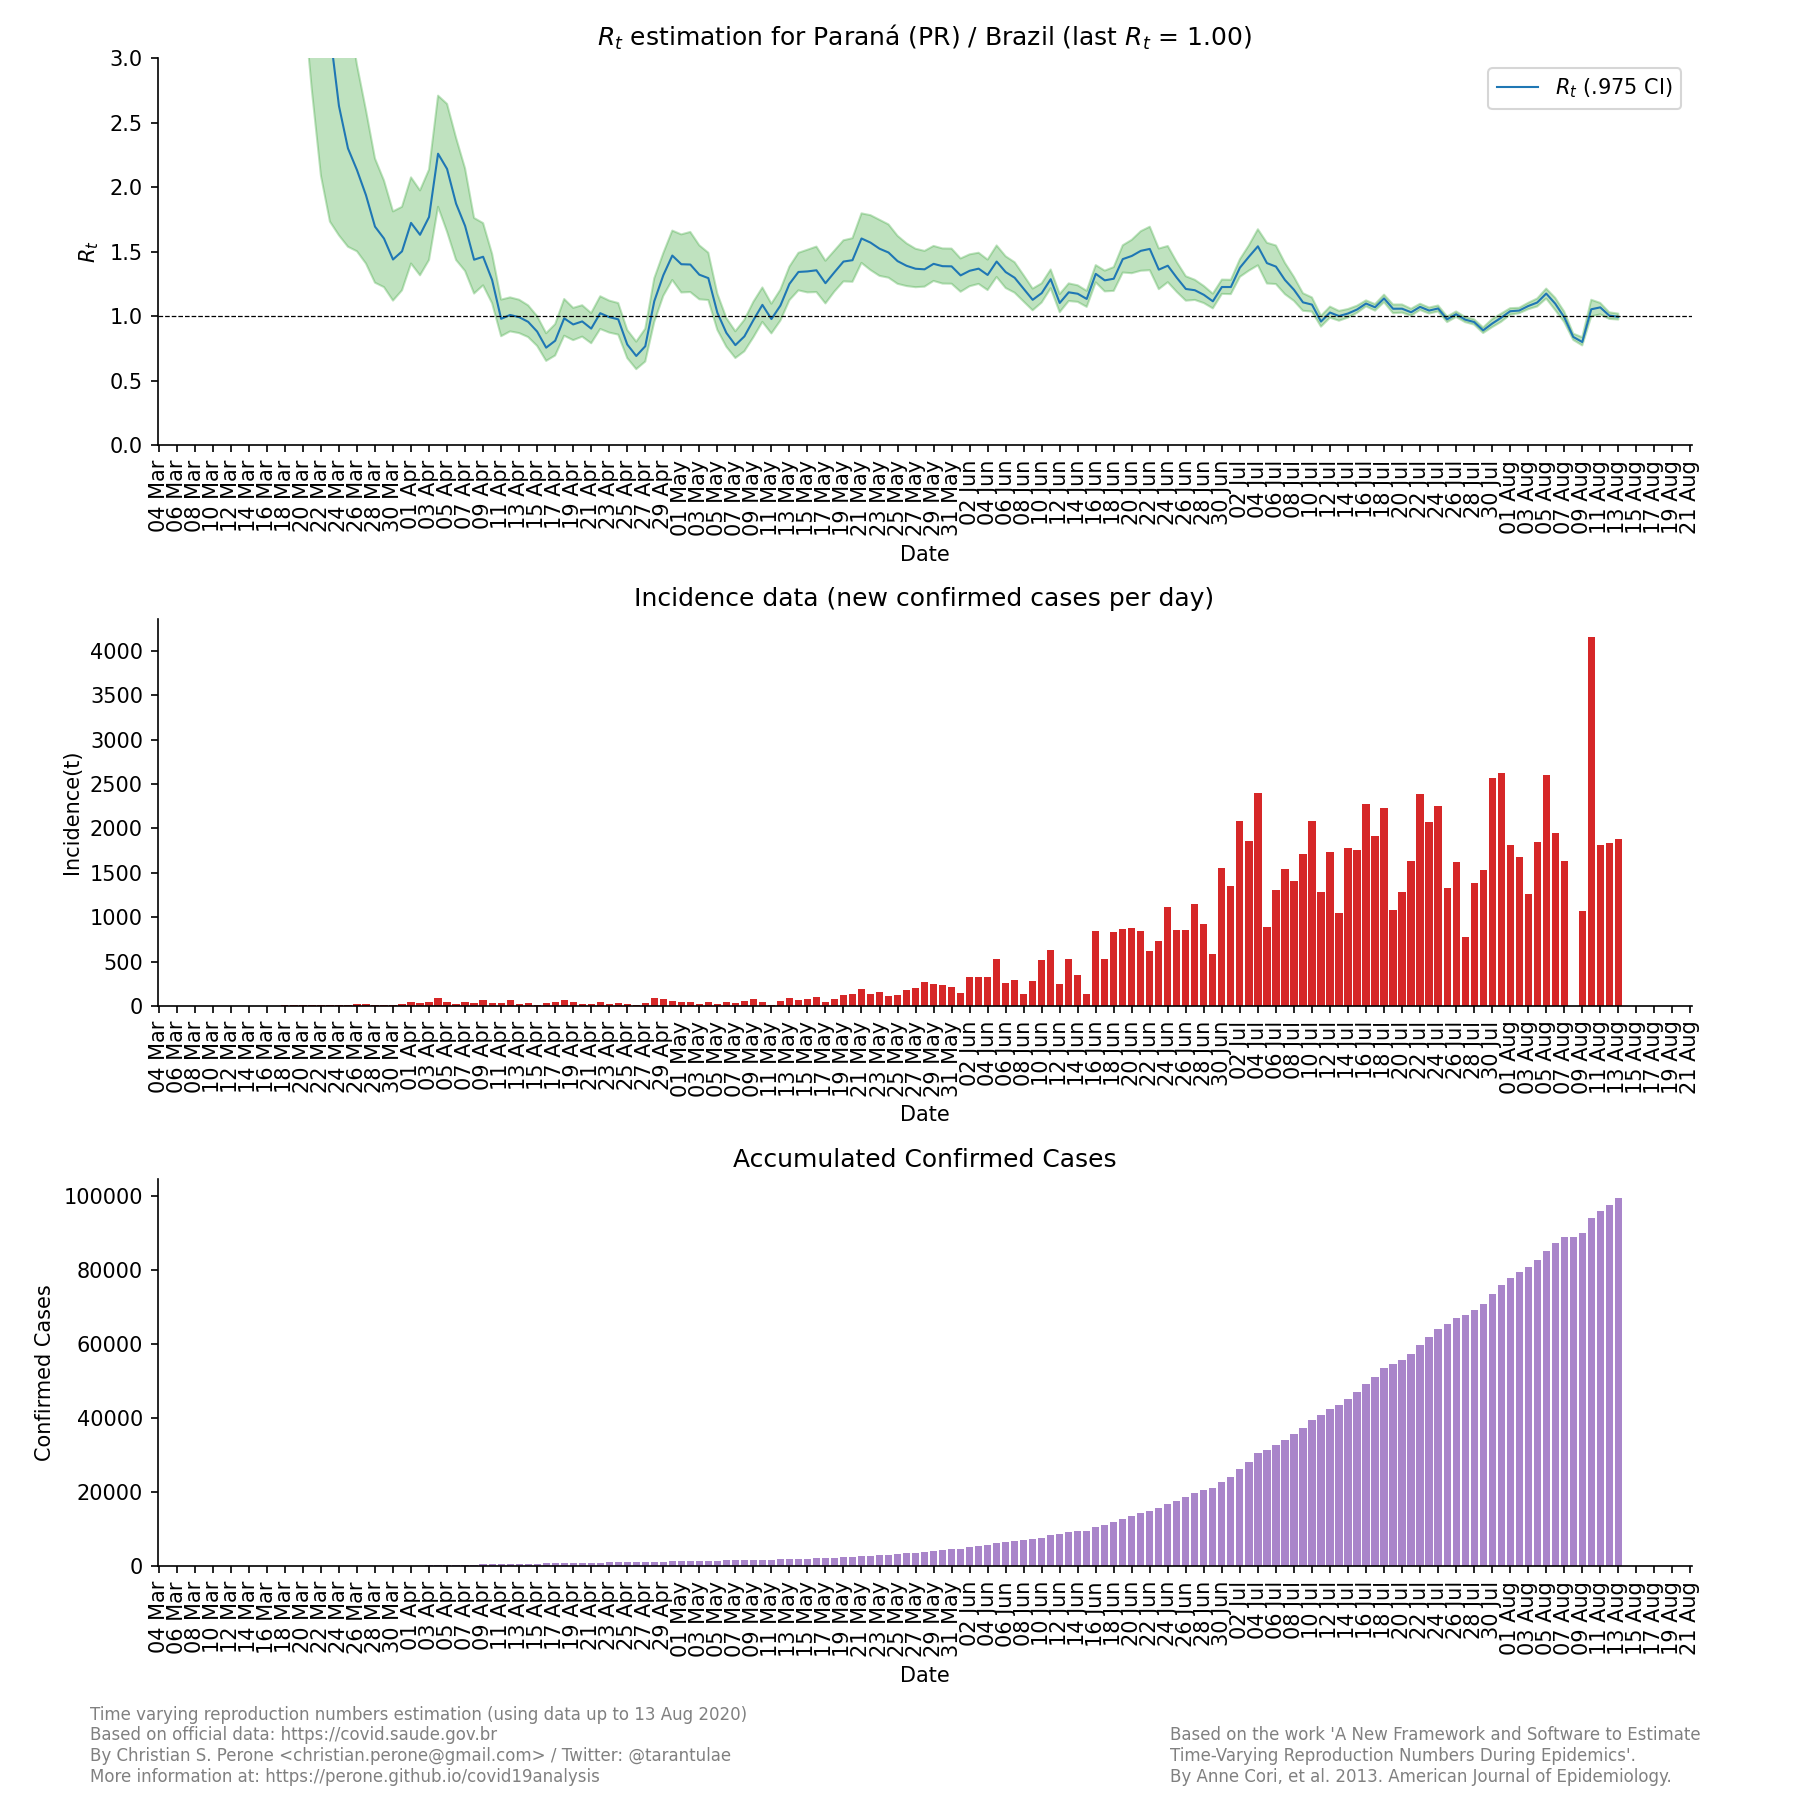 Rt estimation for Paraná (PR) / Brazil (last Rt = 1.00)
Rt (.975 CI)
3.0
2.5
2.0
1.5
1.0
0.5
0.0
Rt
04 Mar 06 Mar 08 Mar 10 Mar 12 Mar 14 Mar 16 Mar 18 Mar 20 Mar 22 Mar 24 Mar 26 Mar 28 Mar 30 Mar 01 Apr 03 Apr 05 Apr 07 Apr 09 Apr 11 Apr 13 Apr 15 Apr 17 Apr 19 Apr 21 Apr 23 Apr 25 Apr 27 Apr 29 Apr 01 May 03 May 05 May 07 May 09 May 11 May 13 May 15 May 17 May 19 May 21 May 23 May 25 May 27 May 29 May 31 May 02 Jun 04 Jun 06 Jun 08 Jun 10 Jun 12 Jun 14 Jun 16 Jun 18 Jun 20 Jun 22 Jun 24 Jun 26 Jun 28 Jun 30 Jun 02 Jul 04 Jul 06 Jul 08 Jul 10 Jul 12 Jul 14 Jul 16 Jul 18 Jul 20 Jul 22 Jul 24 Jul 26 Jul 28 Jul 30 Jul 01 Aug 03 Aug 05 Aug 07 Aug 09 Aug 11 Aug 13 Aug 15 Aug 17 Aug 19 Aug 21 Aug
Date
Incidence data (new confirmed cases per day)
4000
3500
3000
2500
2000
1500
1000
500
0
Incidence(t)
04 Mar 06 Mar 08 Mar 10 Mar 12 Mar 14 Mar 16 Mar 18 Mar 20 Mar 22 Mar 24 Mar 26 Mar 28 Mar 30 Mar 01 Apr 03 Apr 05 Apr 07 Apr 09 Apr 11 Apr 13 Apr 15 Apr 17 Apr 19 Apr 21 Apr 23 Apr 25 Apr 27 Apr 29 Apr 01 May 03 May 05 May 07 May 09 May 11 May 13 May 15 May 17 May 19 May 21 May 23 May 25 May 27 May 29 May 31 May 02 Jun 04 Jun 06 Jun 08 Jun 10 Jun 12 Jun 14 Jun 16 Jun 18 Jun 20 Jun 22 Jun 24 Jun 26 Jun 28 Jun 30 Jun 02 Jul 04 Jul 06 Jul 08 Jul 10 Jul 12 Jul 14 Jul 16 Jul 18 Jul 20 Jul 22 Jul 24 Jul 26 Jul 28 Jul 30 Jul 01 Aug 03 Aug 05 Aug 07 Aug 09 Aug 11 Aug 13 Aug 15 Aug 17 Aug 19 Aug 21 Aug
Date
Accumulated Confirmed Cases
100000
80000
60000
40000
20000
0
Confirmed Cases
04 Mar 06 Mar 08 Mar 10 Mar 12 Mar 14 Mar 16 Mar 18 Mar 20 Mar 22 Mar 24 Mar 26 Mar 28 Mar 30 Mar 01 Apr 03 Apr 05 Apr 07 Apr 09 Apr 11 Apr 13 Apr 15 Apr 17 Apr 19 Apr 21 Apr 23 Apr 25 Apr 27 Apr 29 Apr 01 May 03 May 05 May 07 May 09 May 11 May 13 May 15 May 17 May 19 May 21 May 23 May 25 May 27 May 29 May 31 May 02 Jun 04 Jun 06 Jun 08 Jun 10 Jun 12 Jun 14 Jun 16 Jun 18 Jun 20 Jun 22 Jun 24 Jun 26 Jun 28 Jun 30 Jun 02 Jul 04 Jul 06 Jul 08 Jul 10 Jul 12 Jul 14 Jul 16 Jul 18 Jul 20 Jul 22 Jul 24 Jul 26 Jul 28 Jul 30 Jul 01 Aug 03 Aug 05 Aug 07 Aug 09 Aug 11 Aug 13 Aug 15 Aug 17 Aug 19 Aug 21 Aug
Date
Time varying reproduction numbers estimation (using data up to 13 Aug 2020)
Based on official data: https://covid.saude.gov.br
By Christian S. Perone <christian.perone@gmail.com> / Twitter: @tarantulae
More information at: https://perone.github.io/covid19analysis
Based on the work 'A New Framework and Software to Estimate
Time-Varying Reproduction Numbers During Epidemics'.
By Anne Cori, et al. 2013. American Journal of Epidemiology.